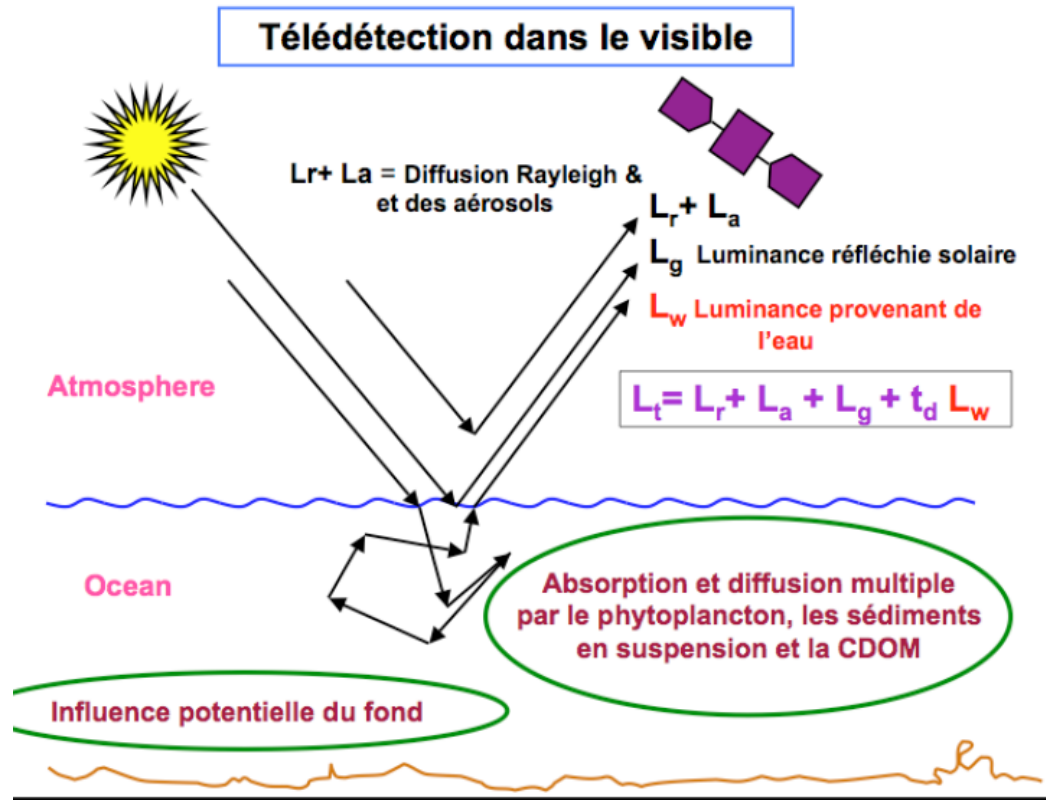 Télédétection dans le visible
Lr+ La = Diffusion Rayleigh &
et des aérosols
Lr+ La
Lg Luminance réfléchie solaire
Lw Luminance provenant de
l'eau
Atmosphere
Lt= Lr+ La + Lg + td Lw
Ocean
Absorption et diffusion multiple
par le phytoplancton, les sédiments
en suspension et la CDOM
Influence potentielle du fond